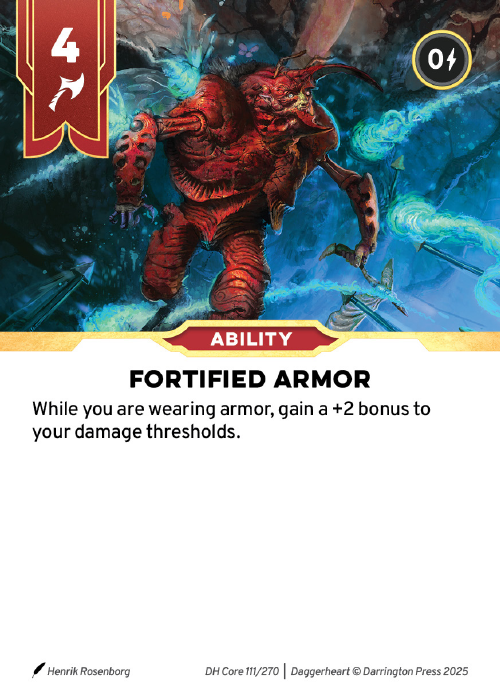 4
0
ABILITY
FORTIFIED ARMOR
While you are wearing armor, gain a +2 bonus to
your damage thresholds.
Henrik Rosenborg
DH Core 111/270 | Daggerheart © Darrington Press 2025